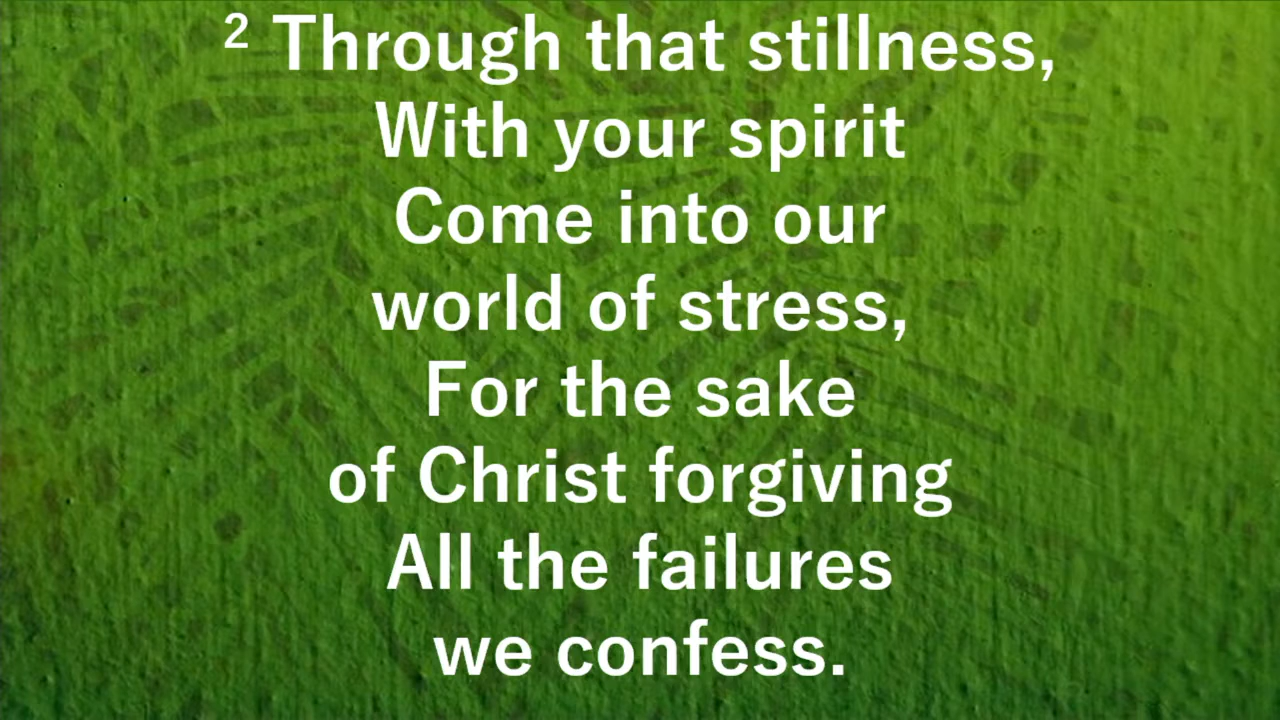 ² Through that stillness,
With your spirit
Come into our
world of stress,
For the sake
of Christ forgiving
All the failures
we confess.